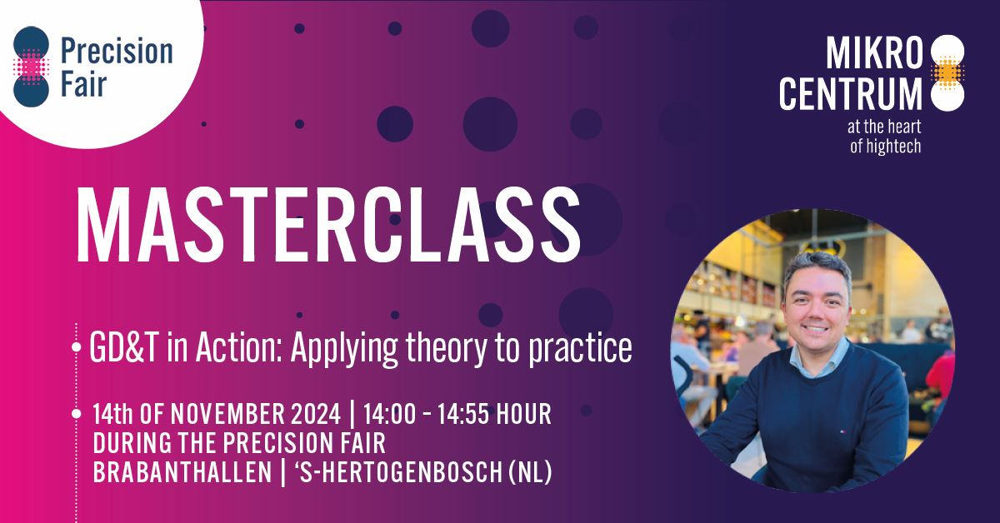 Precision
Fair
MIKRO
CENTRUM
at the heart
of hightech
MASTERCLASS
GD&T in Action: Applying theory to practice
14th OF NOVEMBER 2024 | 14:00 – 14:55 HOUR
DURING THE PRECISION FAIR
BRABANTHALLEN | ‘S-HERTOGENBOSCH (NL)